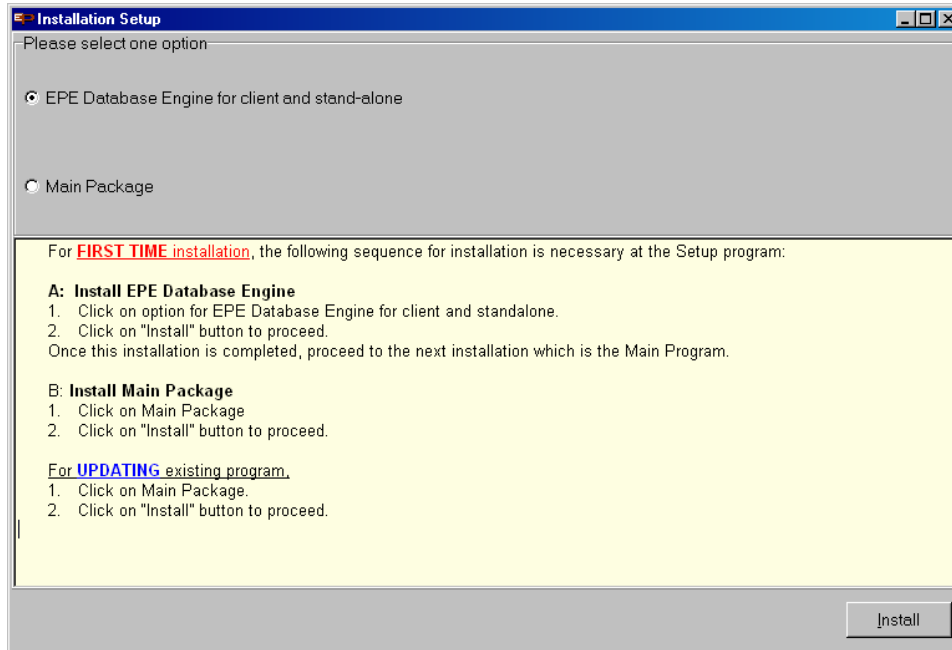 EP Installation Setup
Please select one option
EPE Database Engine for client and stand-alone
Main Package
For FIRST TIME installation, the following sequence for installation is necessary at the Setup program:
A: Install EPE Database Engine
1. Click on option for EPE Database Engine for client and standalone.
2. Click on "Install" button to proceed.
Once this installation is completed, proceed to the next installation which is the Main Program.
B: Install Main Package
1. Click on Main Package
2. Click on "Install" button to proceed.
For UPDATING existing program,
1. Click on Main Package.
2. Click on "Install" button to proceed.
Install